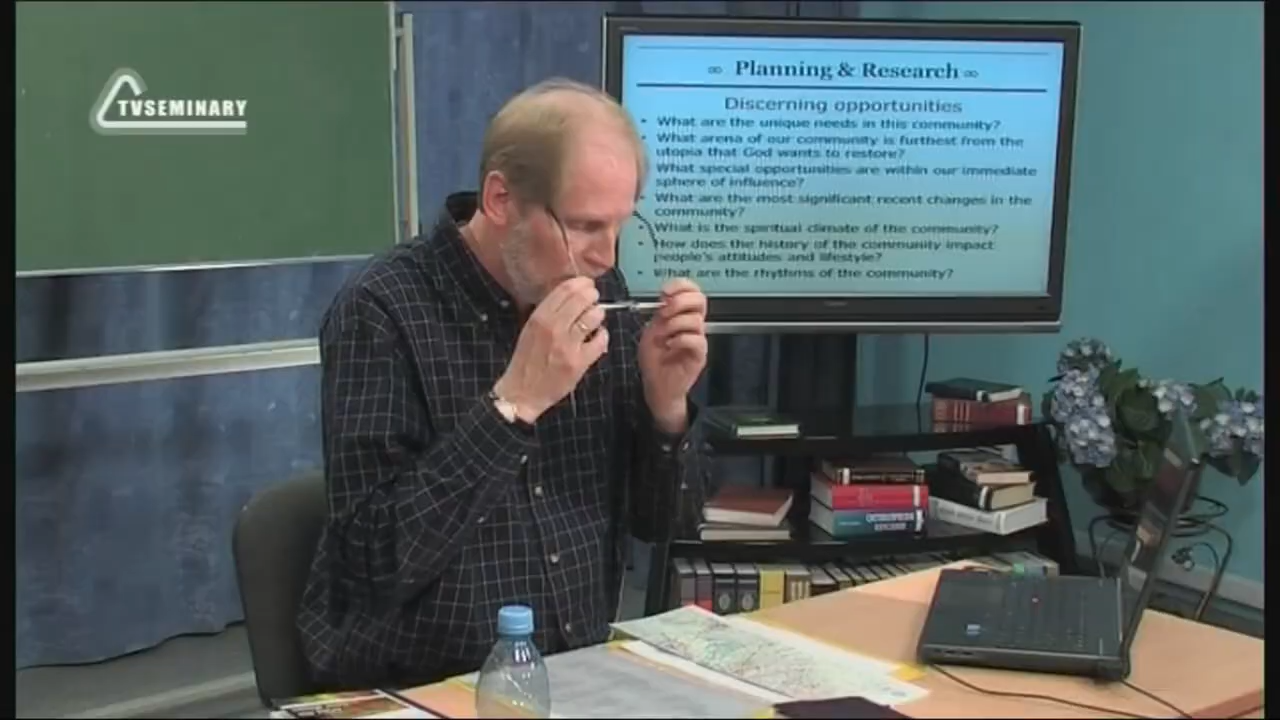 TVSEMINARY
Planning & Research
Discerning opportunities
• What are the unique needs in this community?
• What arena of our community is furthest from the
utopia that God wants to restore?
What special opportunities are within our immediate
sphere of influence?
• What are the most significant recent changes in the
community?
• What is the spiritual climate of the community?
• How does the history of the community impact
people's attitudes and lifestyle?
• What are the rhythms of the community?